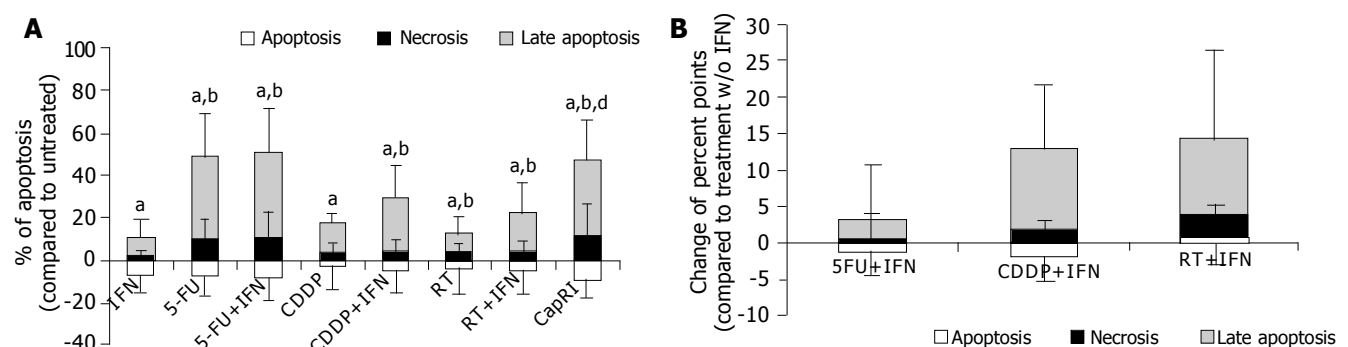 A
Apoptosis Necrosis Late apoptosis
% of apoptosis
(compared to untreated)
100
80
60
40
20
0
-20
-40
a
a,b
a,b
a
a,b
a,b
a,b
a,b,d
IFN
5-FU
5-FU+IFN
CDDP
CDDP+IFN
RT
RT+IFN
CapRI
B
Change of percent points
(compared to treatment w/o IFN)
30
25
20
15
10
5
0
-5
-10
5FU+IFN
CDDP+IFN
RT+IFN
Apoptosis Necrosis Late apoptosis